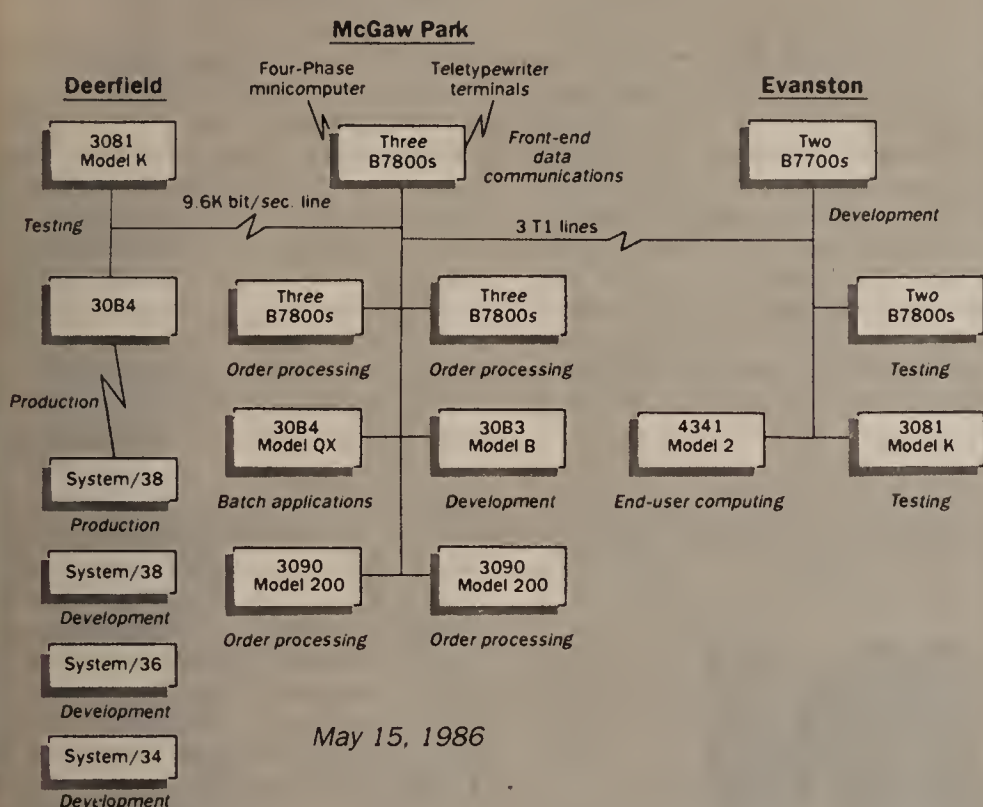 McGaw Park
Deerfield
Four-Phase
minicomputer
Teletypewriter
terminals
Evanston
3081
Model K
Three
B7800s
Front-end
data
communications
Two
B7700s
9.6K bit/sec. line
Testing
3 T1 lines
Development
30B4
Three
B7800s
Three
B7800s
Two
B7800s
Order processing
Order processing
Testing
Production
30B4
Model QX
30B3
Model B
4341
Model 2
3081
Model K
System/38
Batch applications
Development
End-user computing
Testing
Production
System/38
3090
Model 200
3090
Model 200
Development
Order processing
Order processing
System/36
Development
May 15, 1986
System/34
Development